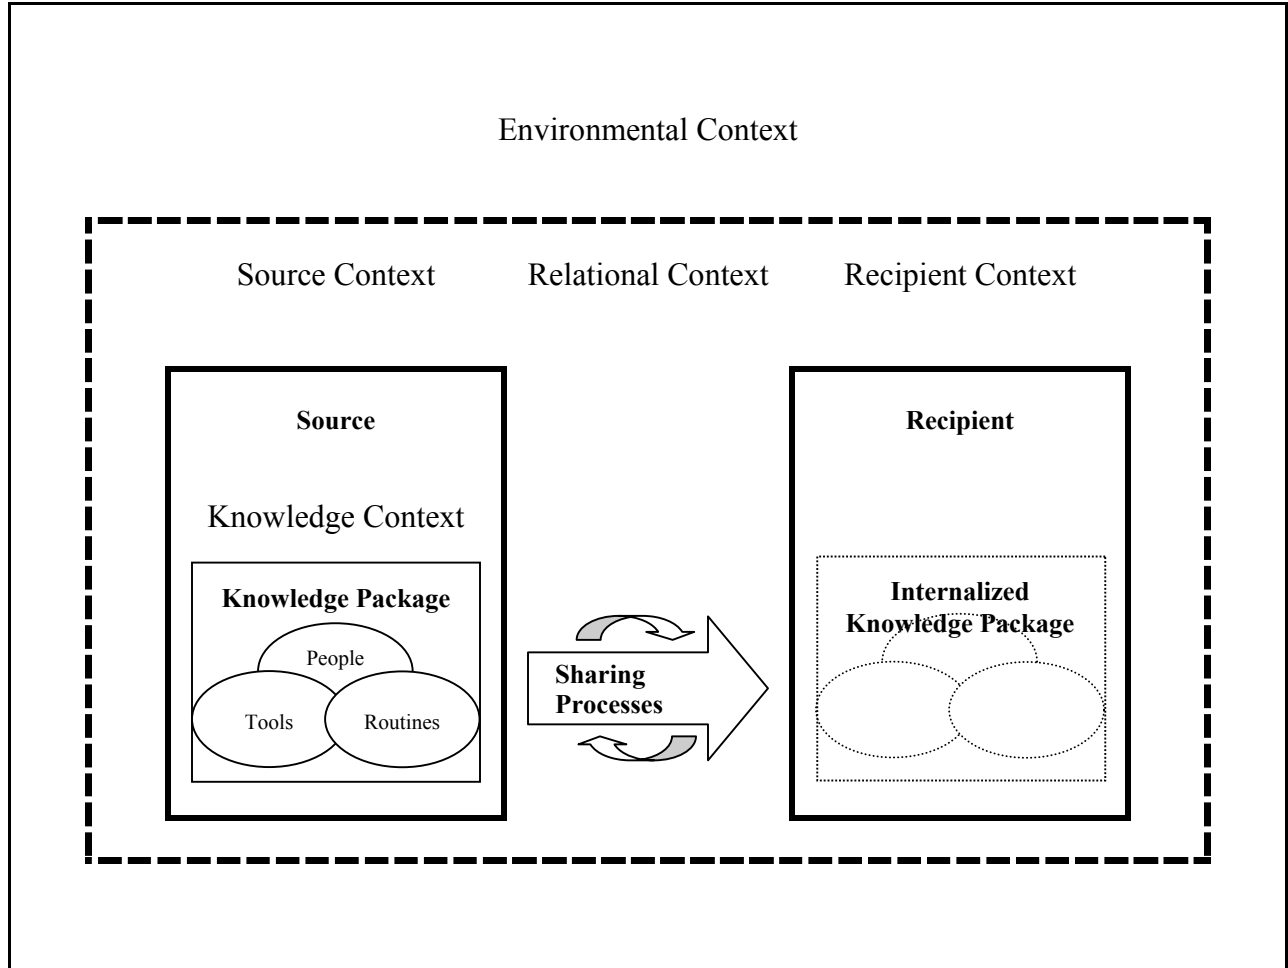 Environmental Context
Source Context
Relational Context
Recipient Context
Source
Recipient
Knowledge Context
Knowledge Package
People
Tools
Routines
Sharing
Processes
Internalized
Knowledge Package